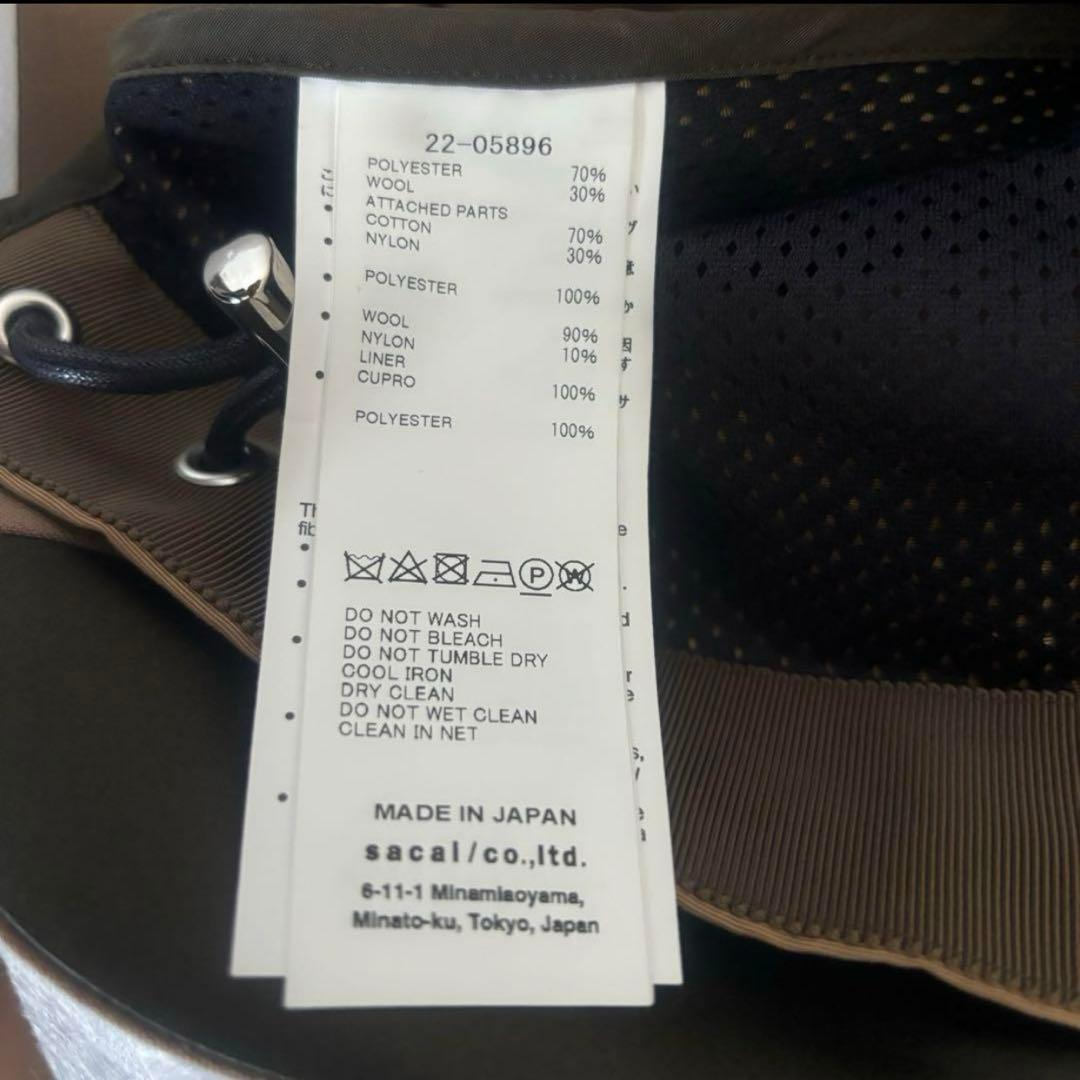 22-05896
POLYESTER 70%
WOOL 30%
ATTACHED PARTS
COTTON 70%
NYLON 30%
POLYESTER 100%
WOOL 90%
NYLON 10%
LINER
CUPRO 100%
POLYESTER 100%
DO NOT WASH
DO NOT BLEACH
DO NOT TUMBLE DRY
COOL IRON
DRY CLEAN
DO NOT WET CLEAN
CLEAN IN NET
MADE IN JAPAN
sacai/co.,ltd.
6-11-1 Minamiaoyama,
Minato-ku, Tokyo, Japan